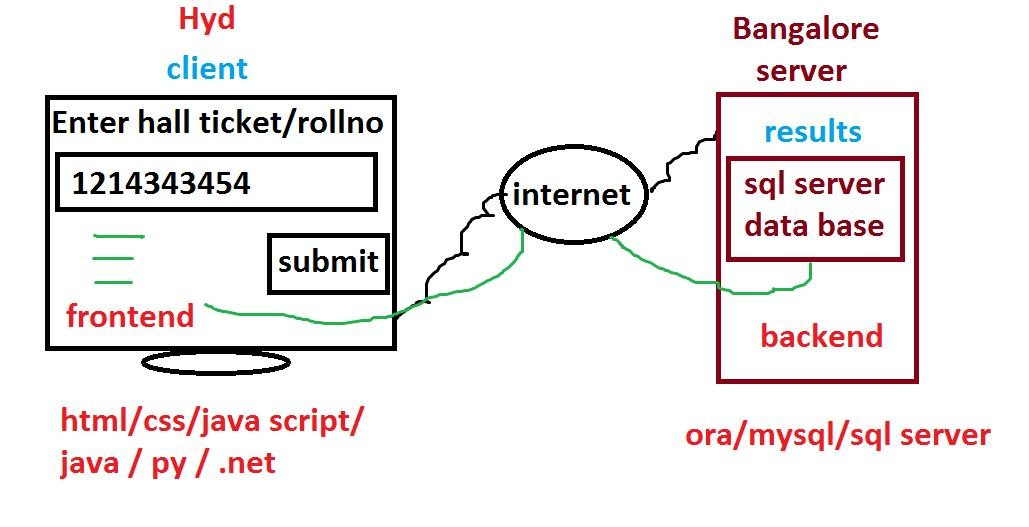 Hyd
client
Enter hall ticket/rollno
1214343454
submit
frontend
html/css/java script/
java / py / .net
internet
Bangalore
server
results
sql server
data base
backend
ora/mysql/sql server